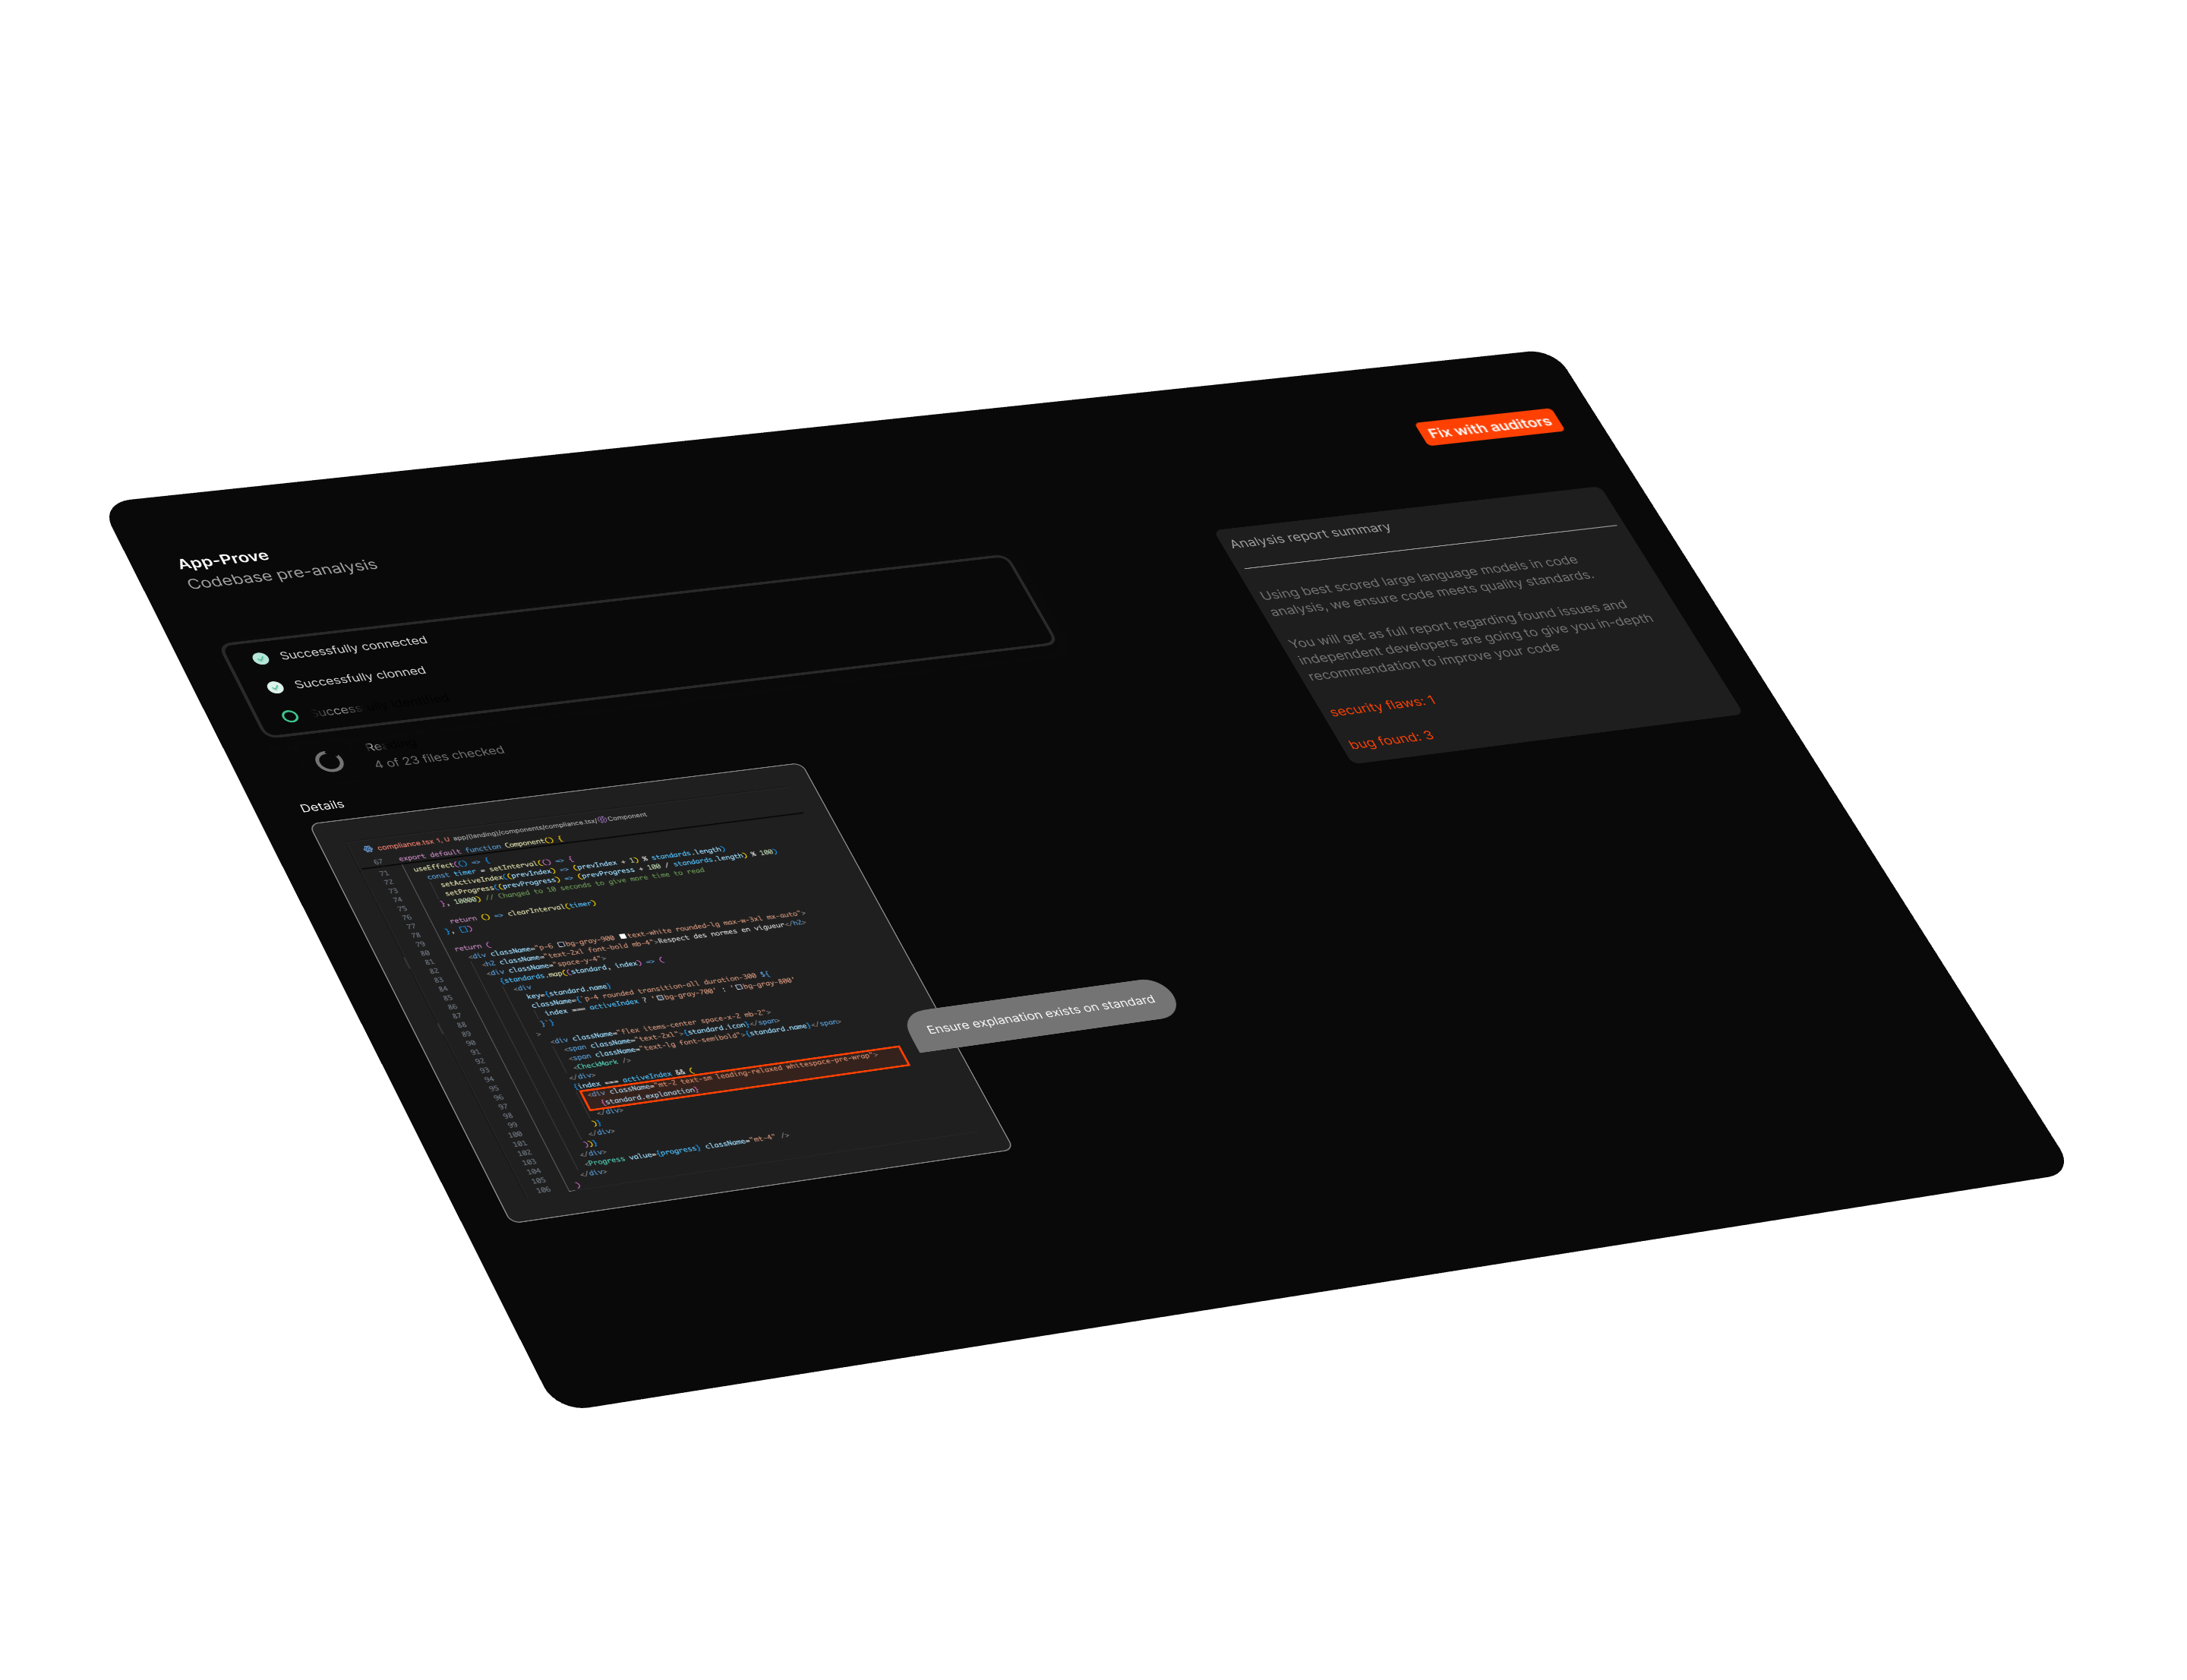 Fix with auditors
App-Prove
Codebase pre-analysis
Successfully connected
Successfully clonned
Re
4 of 23 files checked
Details
compliance.tsx 1, U app/(landing)/components/compliance.tsx/Component
67 export default function Component() {
71 useEffect(() => {
72 const timer = setInterval(() => {
73 setActiveIndex((prevIndex) => (prevIndex + 1) % standards.length)
74 setProgress((prevProgress) => (prevProgress + 100 / standards.length) % 100)
75 }, 10000) // Changed to 10 seconds to give more time to read
76
77 return () => clearInterval(timer)
78 }, [])
79
80 return (
81 <div className="p-6 bg-gray-900 text-white rounded-lg max-w-3xl mx-auto">
82 <h2 className="text-2xl font-bold mb-4">Respect des normes en vigueur</h2>
83 <div className="space-y-4">
84 {standards.map((standard, index) => (
85 <div
86 key={standard.name}
87 className={`p-4 rounded transition-all duration-300 ${
88 index === activeIndex ? 'bg-gray-700' : 'bg-gray-800'
89 }`}
90 >
91 <div className="flex items-center space-x-2 mb-2">
92 <span className="text-2xl">{standard.icon}</span>
93 <span className="text-lg font-semibold">{standard.name}</span>
94 <CheckMark />
95 </div>
96 {index === activeIndex && (
97 <div className="mt-2 text-sm leading-relaxed whitespace-pre-wrap">
98 {standard.explanation}
99 </div>
100 )}
101 </div>
102 ))}
103 </div>
104 <Progress value={progress} className="mt-4" />
105 </div>
106 )
Ensure explanation exists on standard
Analysis report summary
Using best scored large language models in code
analysis, we ensure code meets quality standards.
You will get as full report regarding found issues and
independent developers are going to give you in-depth
recommendation to improve your code
security flaws: 1
bug found: 3